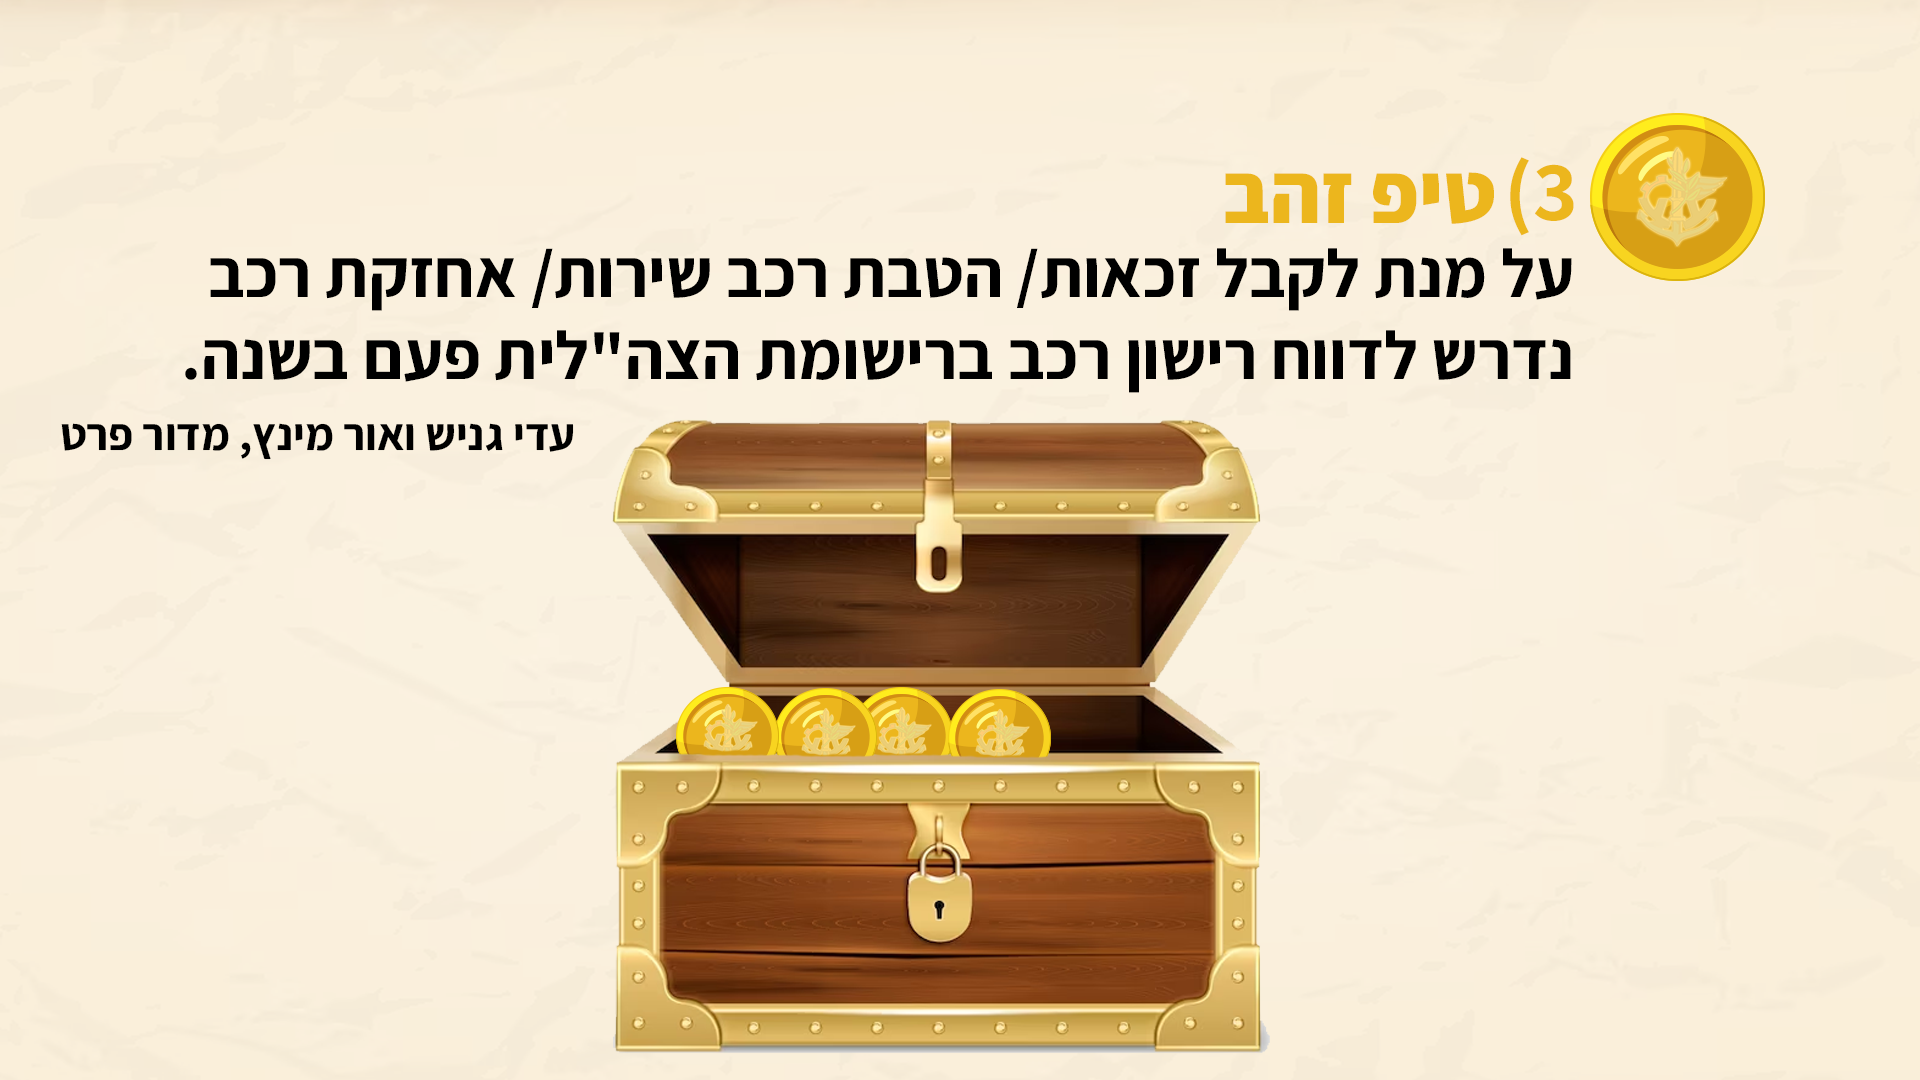 3) טיפ זהב
על מנת לקבל זכאות/ הטבת רכב שירות/ אחזקת רכב
נדרש לדווח רישון רכב ברישומת הצה"לית פעם בשנה.
עדי גניש ואור מינץ, מדור פרט